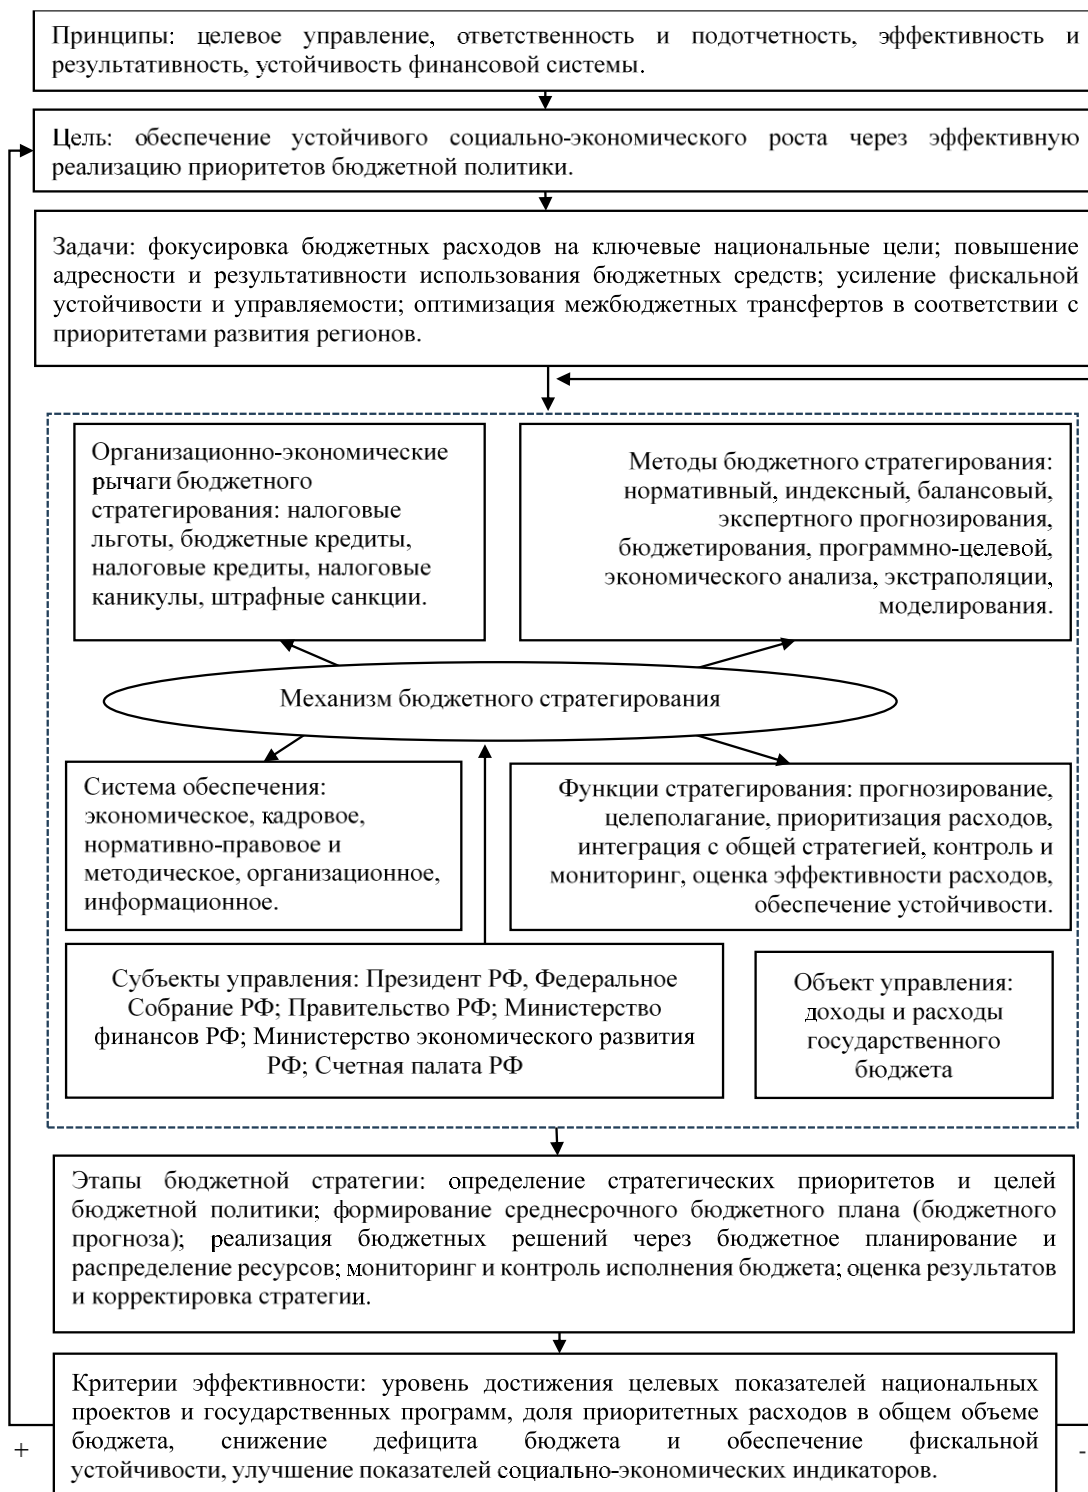 Принципы: целевое управление, ответственность и подотчетность, эффективность и
результативность, устойчивость финансовой системы.
Цель: обеспечение устойчивого социально-экономического роста через эффективную
реализацию приоритетов бюджетной политики.
Задачи: фокусировка бюджетных расходов на ключевые национальные цели; повышение
адресности и результативности использования бюджетных средств; усиление фискальной
устойчивости и управляемости; оптимизация межбюджетных трансфертов в соответствии с
приоритетами развития регионов.
Организационно-экономические
рычаги бюджетного
стратегирования: налоговые
льготы, бюджетные кредиты,
налоговые кредиты, налоговые
каникулы, штрафные санкции.
Методы бюджетного стратегирования:
нормативный, индексный, балансовый,
экспертного прогнозирования,
бюджетирования, программно-целевой,
экономического анализа, экстраполяции,
моделирования.
Механизм бюджетного стратегирования
Система обеспечения:
экономическое, кадровое,
нормативно-правовое и
методическое, организационное,
информационное.
Функции стратегирования: прогнозирование,
целеполагание, приоритизация расходов,
интеграция с общей стратегией, контроль и
мониторинг, оценка эффективности расходов,
обеспечение устойчивости.
Субъекты управления: Президент РФ, Федеральное
Собрание РФ; Правительство РФ; Министерство
финансов РФ; Министерство экономического развития
РФ; Счетная палата РФ
Объект управления:
доходы и расходы
государственного
бюджета
Этапы бюджетной стратегии: определение стратегических приоритетов и целей
бюджетной политики; формирование среднесрочного бюджетного плана (бюджетного
прогноза); реализация бюджетных решений через бюджетное планирование и
распределение ресурсов; мониторинг и контроль исполнения бюджета; оценка результатов
и корректировка стратегии.
Критерии эффективности: уровень достижения целевых показателей национальных
проектов и государственных программ, доля приоритетных расходов в общем объеме
бюджета, снижение дефицита бюджета и обеспечение фискальной
устойчивости, улучшение показателей социально-экономических индикаторов.
+
-